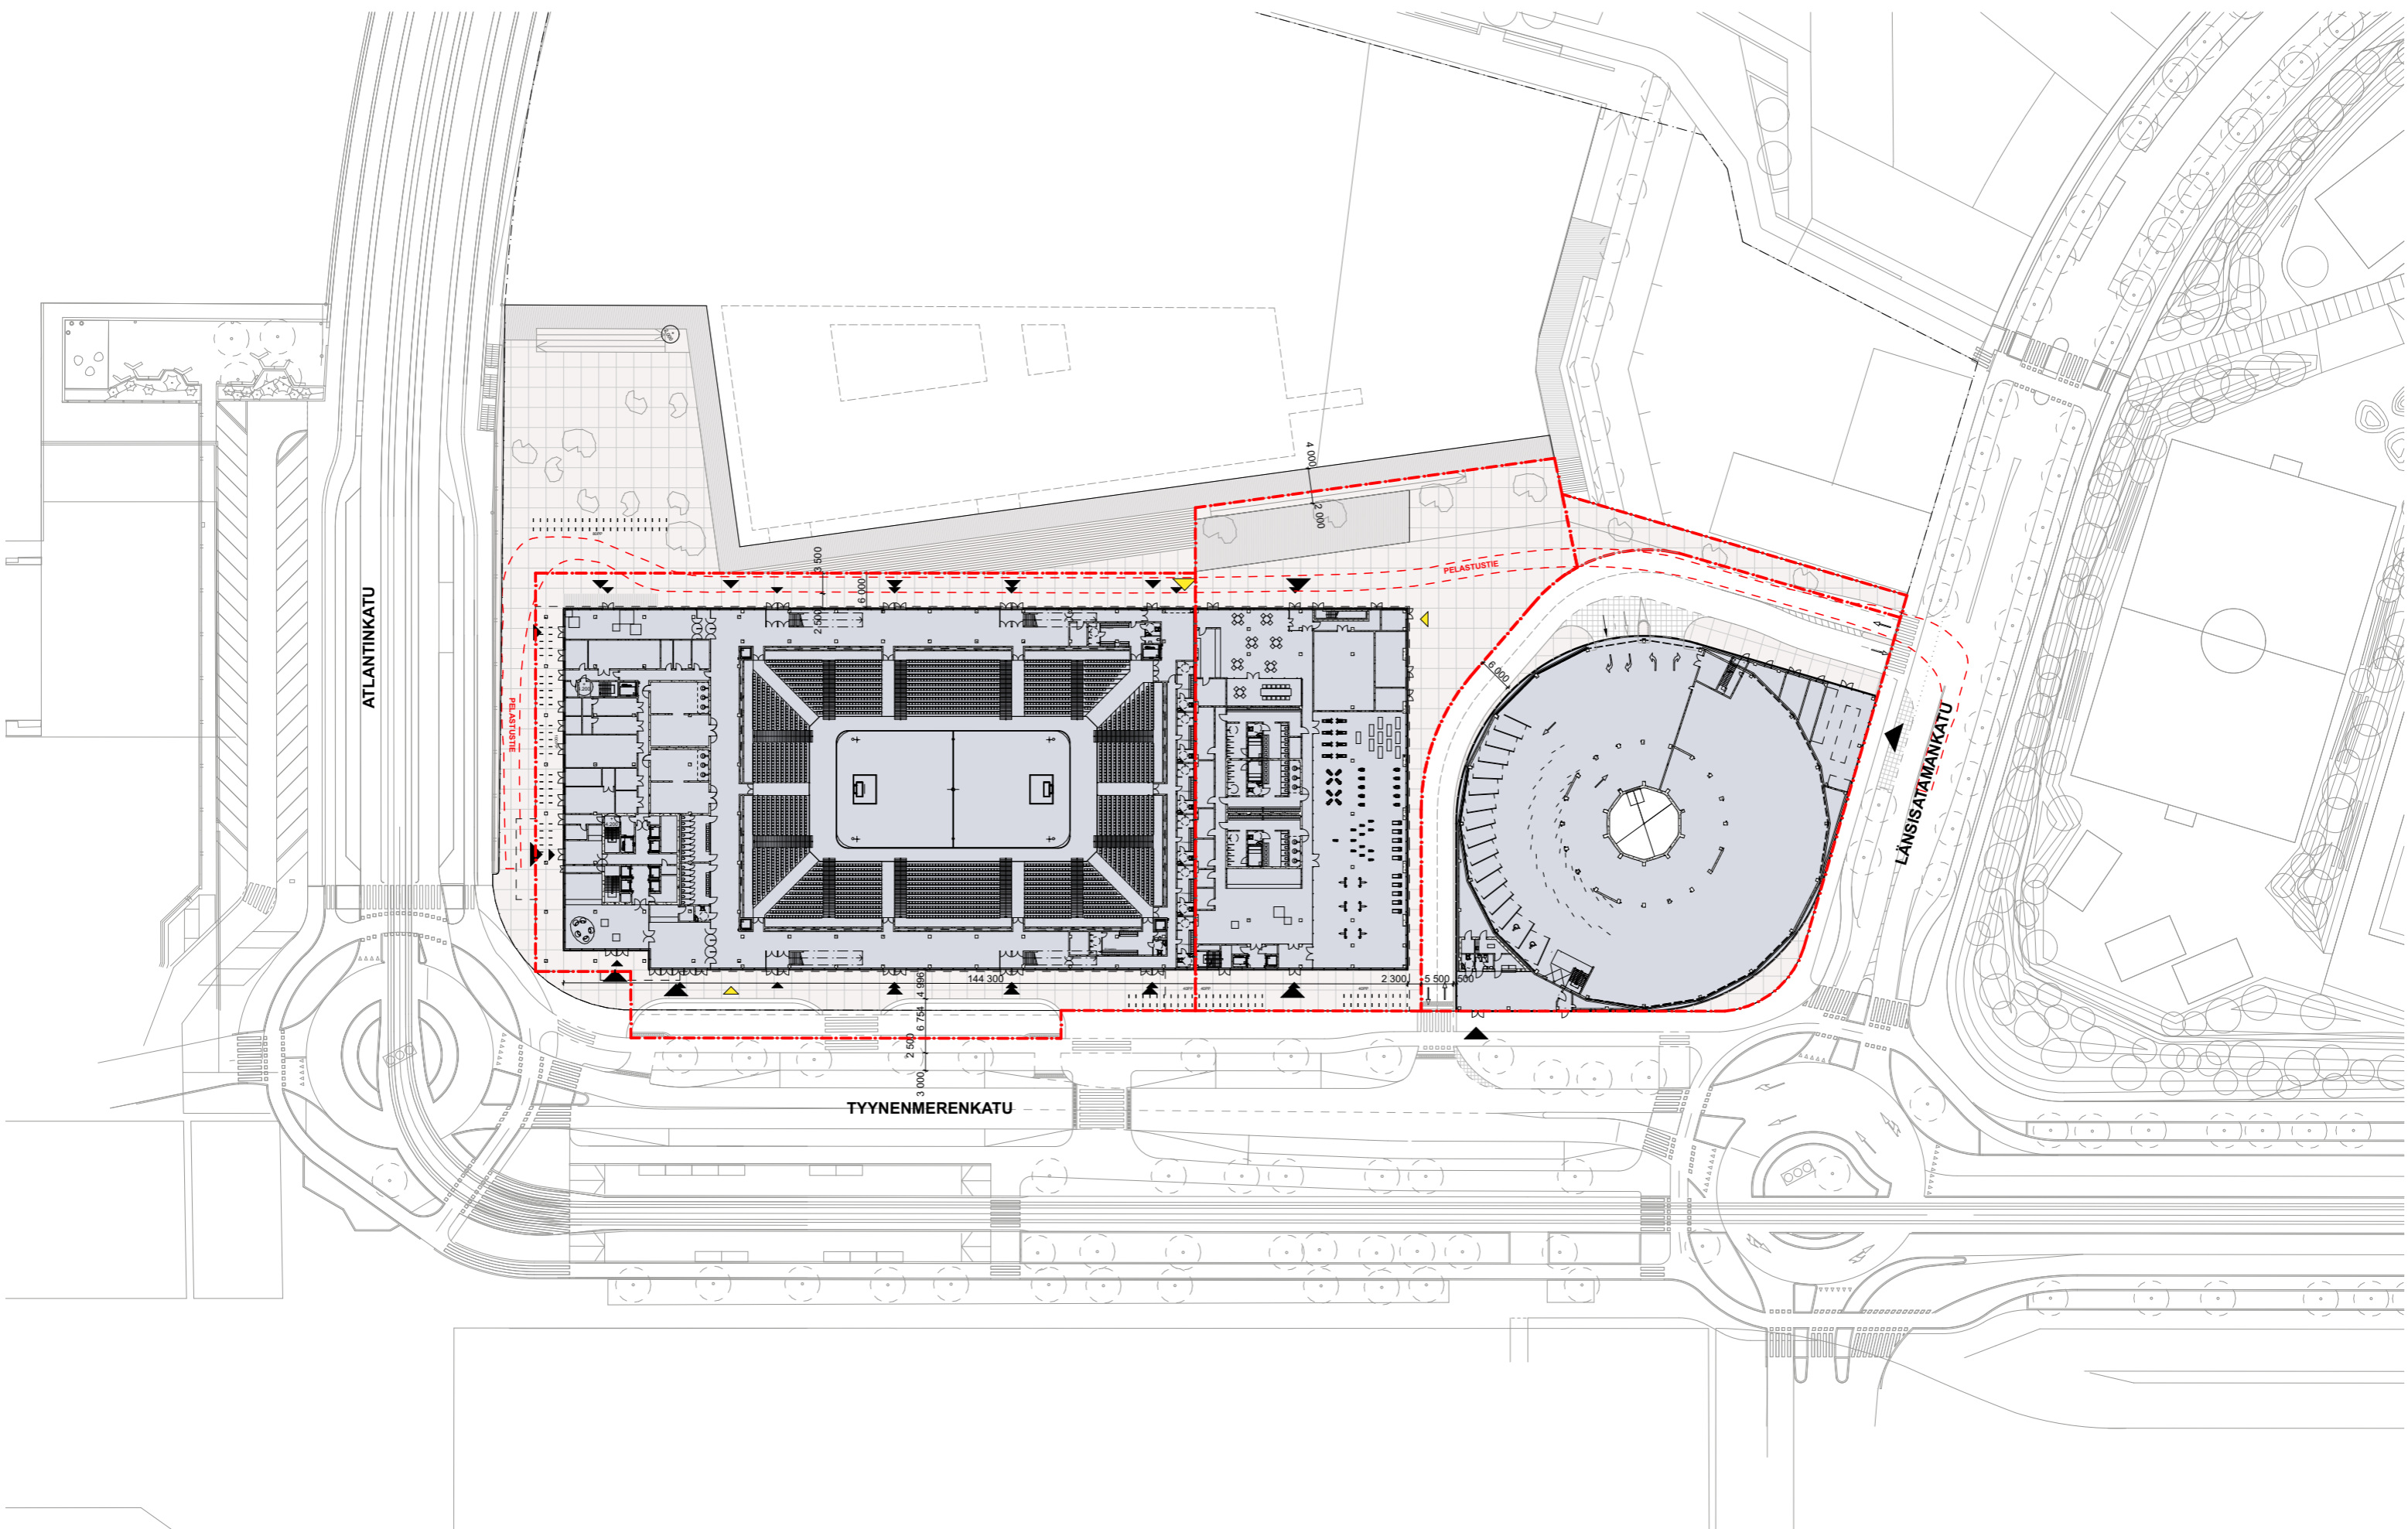 4 000
2 000
3 500
6 000
2 500
PELASTUSTIE
ATLANTINKATU
PELASTUSTIE
6 000
LÄNSISATAMANKATU
144 300
2 300
5 500
500
4 996
6 754
2 500
3 000
TYYNENMERENKATU